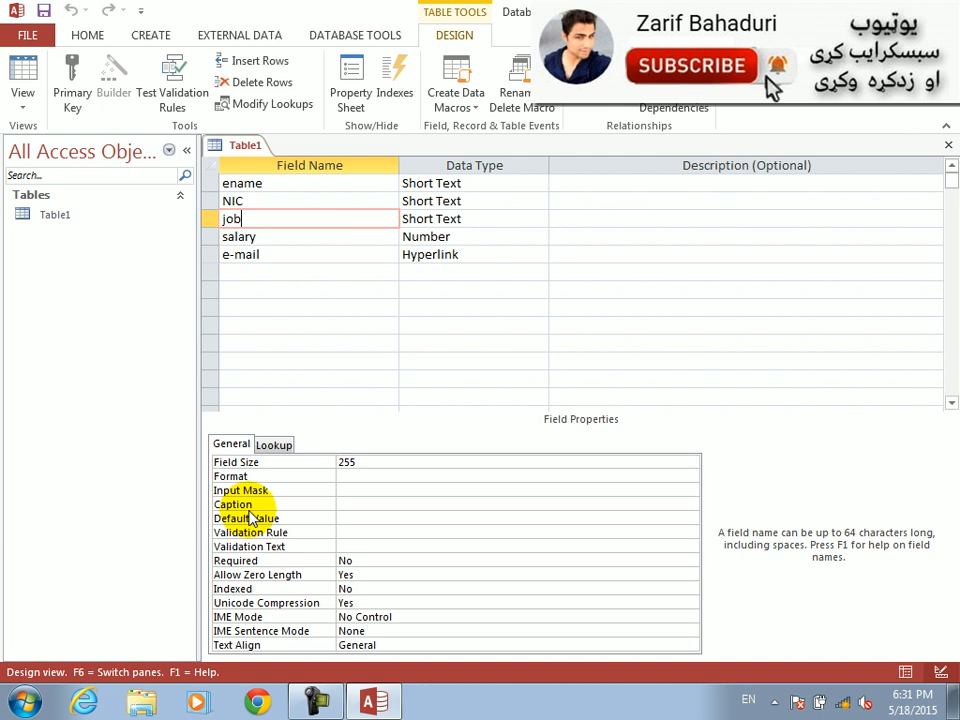 TABLE TOOLS
Datab
Zarif Bahaduri
SUBSCRIBE
یوټیوب
سبسکرایب کړی
او زدکړه وکړی
FILE
HOME
CREATE
EXTERNAL DATA
DATABASE TOOLS
DESIGN
View
Primary Key
Builder
Test Validation Rules
Insert Rows
Delete Rows
Modify Lookups
Property Sheet
Indexes
Create Data Macros
Rename/ Delete Macro
Dependencies
Views
Tools
Show/Hide
Field, Record & Table Events
Relationships
All Access Obje...
Search...
Tables
Table1
Table1
Field Name Data Type Description (Optional)
ename Short Text
NIC Short Text
job Short Text
salary Number
e-mail Hyperlink
Field Properties
General Lookup
Field Size 255
Format
Input Mask
Caption
Default Value
Validation Rule
Validation Text
Required No
Allow Zero Length Yes
Indexed No
Unicode Compression Yes
IME Mode No Control
IME Sentence Mode None
Text Align General
A field name can be up to 64 characters long,
including spaces. Press F1 for help on field
names.
Design view. F6 = Switch panes. F1 = Help.
EN
6:31 PM
5/18/2015